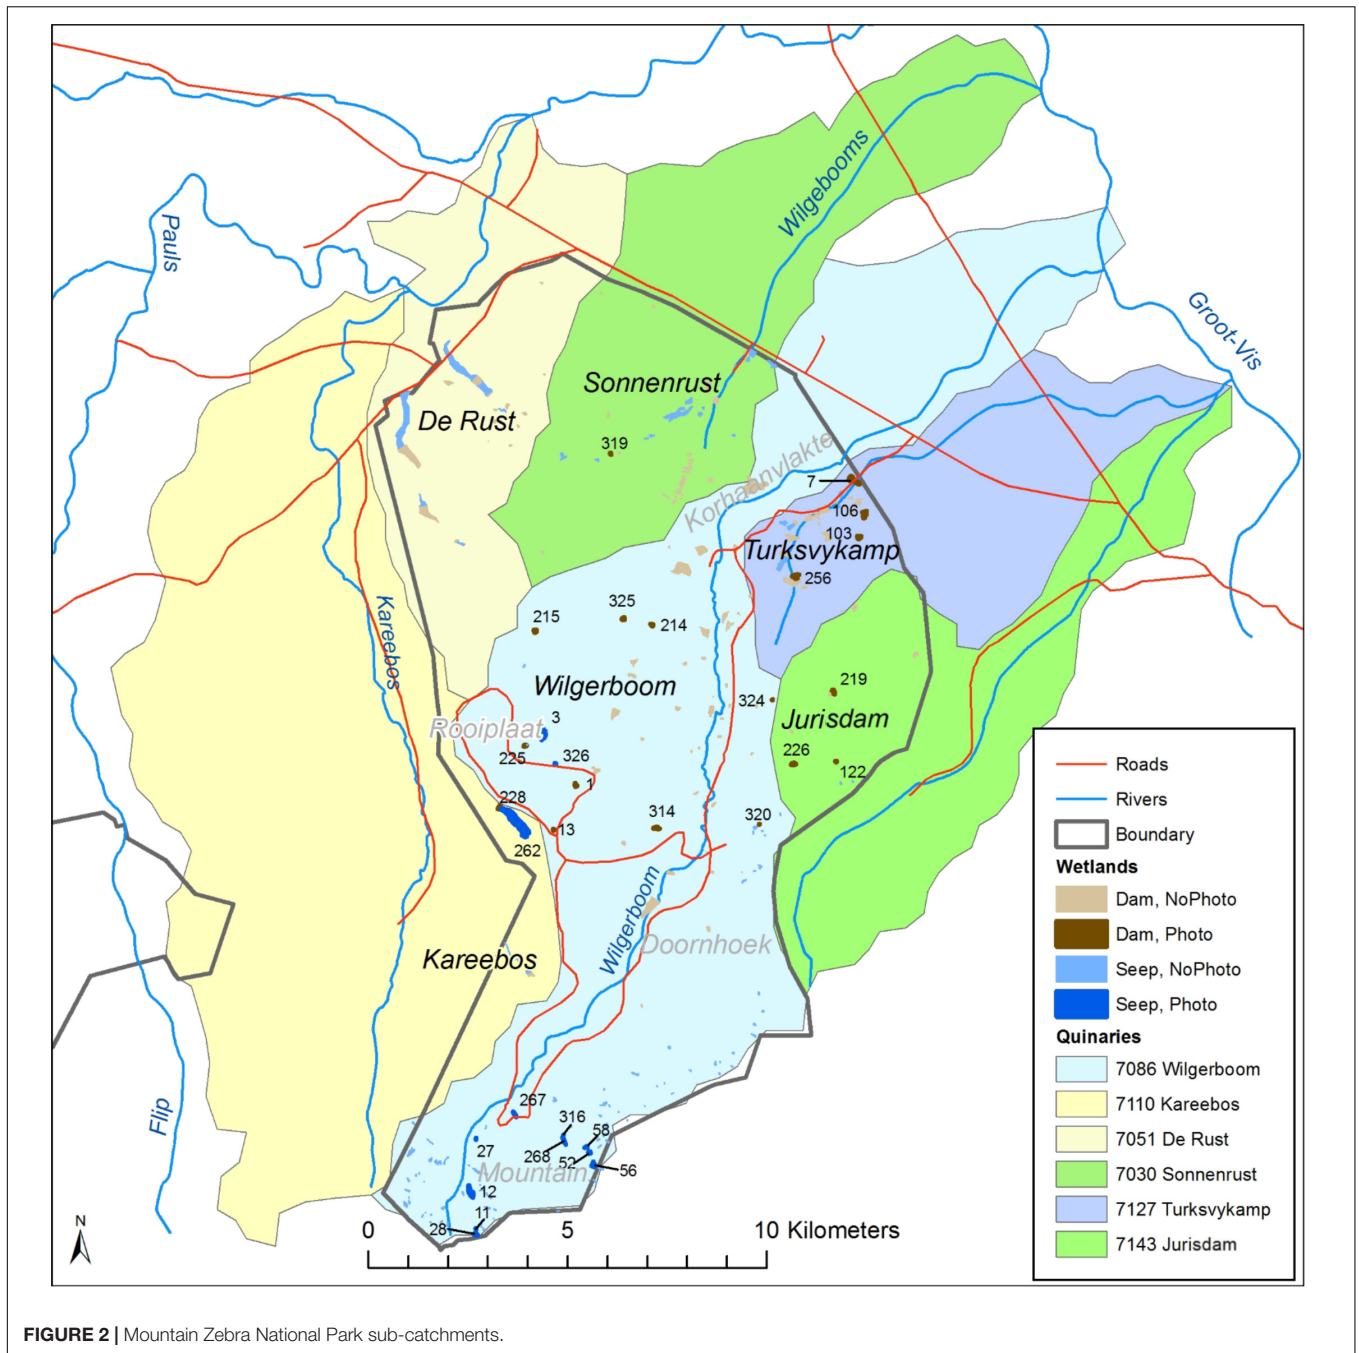 Wilgebooms
Pauls
Groot-Vis
Sonnenrust
De Rust
319
Korhaanvlakte
7
106
103
Turksvykamp
256
Kareebos
215
325
214
Wilgerboom
219
324
Jurisdam
Rooiplaat
3
225
326
226
122
1
228
314
320
13
262
Wilgerboom
Doornhoek
Kareebos
Flip
267
316
58
27
268
52
56
Mountain
12
11
28
N
0 5 10 Kilometers
Roads
Rivers
Boundary
Wetlands
Dam, NoPhoto
Dam, Photo
Seep, NoPhoto
Seep, Photo
Quinaries
7086 Wilgerboom
7110 Kareebos
7051 De Rust
7030 Sonnenrust
7127 Turksvykamp
7143 Jurisdam
FIGURE 2 | Mountain Zebra National Park sub-catchments.